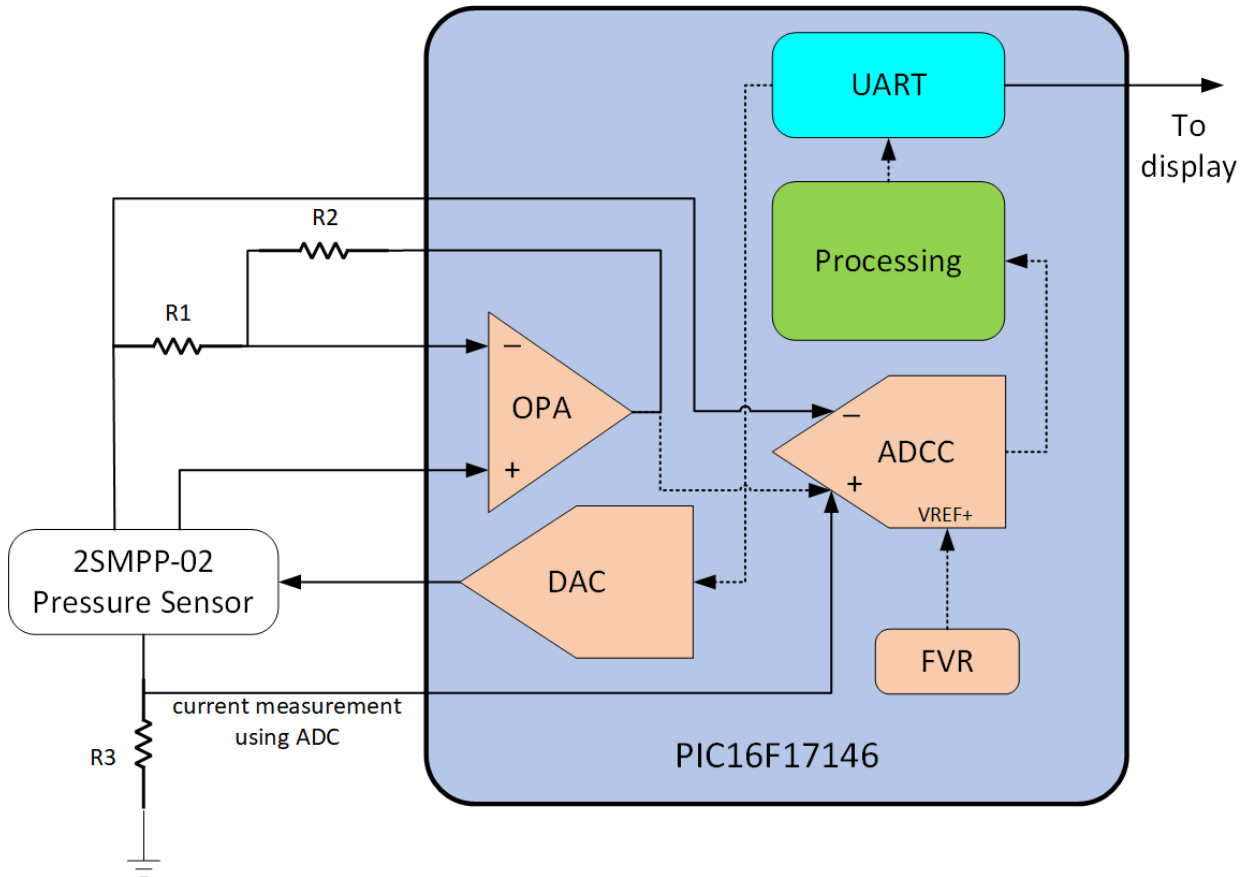 UART
To
display
R2
Processing
R1
−
OPA
+
−
ADCC
+
VREF+
2SMPP-02
Pressure Sensor
DAC
FVR
current measurement
using ADC
R3
PIC16F17146